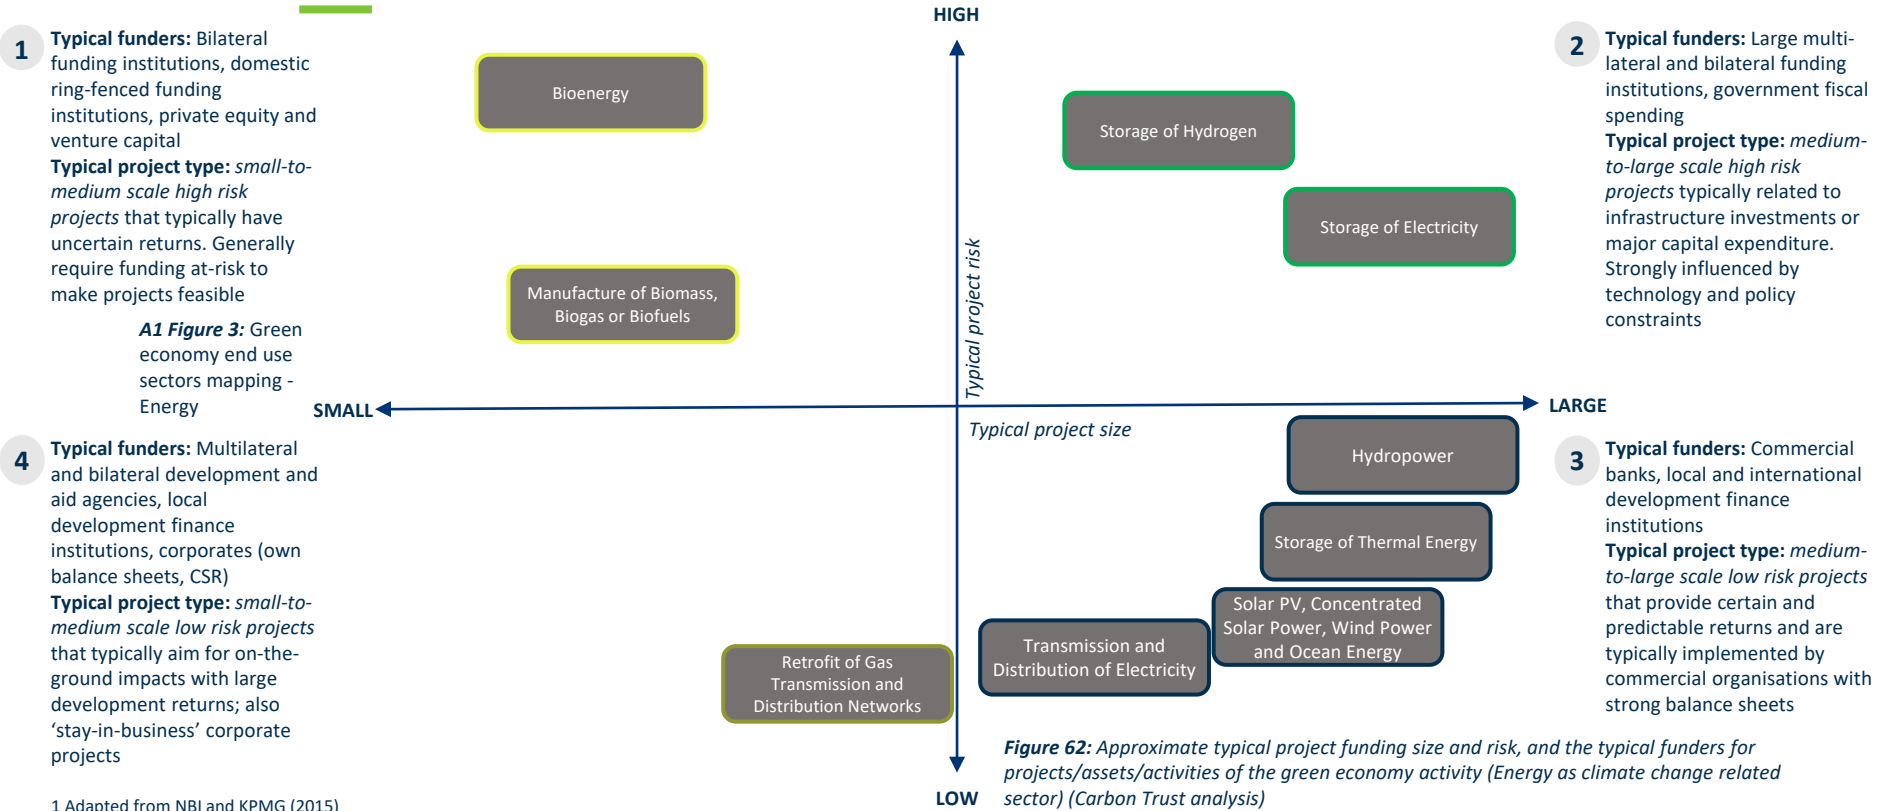 HIGH
1
Typical funders: Bilateral
funding institutions, domestic
ring-fenced funding
institutions, private equity and
venture capital
Typical project type: small-to-
medium scale high risk
projects that typically have
uncertain returns. Generally
require funding at-risk to
make projects feasible
A1 Figure 3: Green
economy end use
sectors mapping -
Energy
Bioenergy
Manufacture of Biomass,
Biogas or Biofuels
Storage of Hydrogen
Storage of Electricity
Typical project risk
2
Typical funders: Large multi-
lateral and bilateral funding
institutions, government fiscal
spending
Typical project type: medium-
to-large scale high risk
projects typically related to
infrastructure investments or
major capital expenditure.
Strongly influenced by
technology and policy
constraints
SMALL
LARGE
Typical project size
4
Typical funders: Multilateral
and bilateral development and
aid agencies, local
development finance
institutions, corporates (own
balance sheets, CSR)
Typical project type: small-to-
medium scale low risk projects
that typically aim for on-the-
ground impacts with large
development returns; also
‘stay-in-business’ corporate
projects
Retrofit of Gas
Transmission and
Distribution Networks
Hydropower
Storage of Thermal Energy
Solar PV, Concentrated
Solar Power, Wind Power
and Ocean Energy
Transmission and
Distribution of Electricity
3
Typical funders: Commercial
banks, local and international
development finance
institutions
Typical project type: medium-
to-large scale low risk projects
that provide certain and
predictable returns and are
typically implemented by
commercial organisations with
strong balance sheets
Figure 62: Approximate typical project funding size and risk, and the typical funders for
projects/assets/activities of the green economy activity (Energy as climate change related
sector) (Carbon Trust analysis)
LOW
1 Adapted from NBI and KPMG (2015)